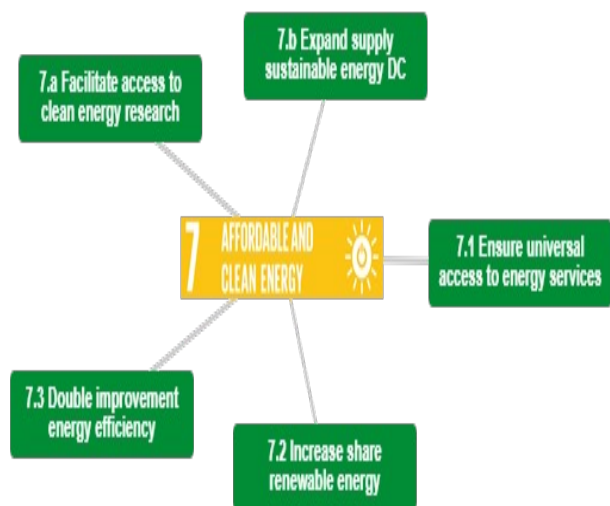 7.b Expand supply
sustainable energy DC
7.a Facilitate access to
clean energy research
7 AFFORDABLE AND
CLEAN ENERGY
7.1 Ensure universal
access to energy services
7.3 Double improvement
energy efficiency
7.2 Increase share
renewable energy